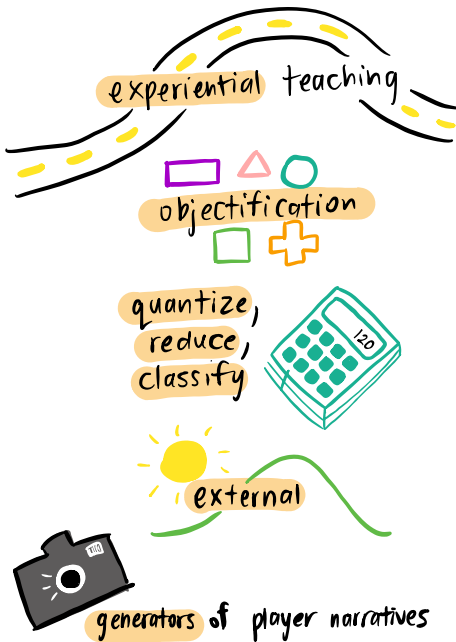 experiential teaching
objectification
quantize,
reduce,
classify
120
external
generators of player narratives